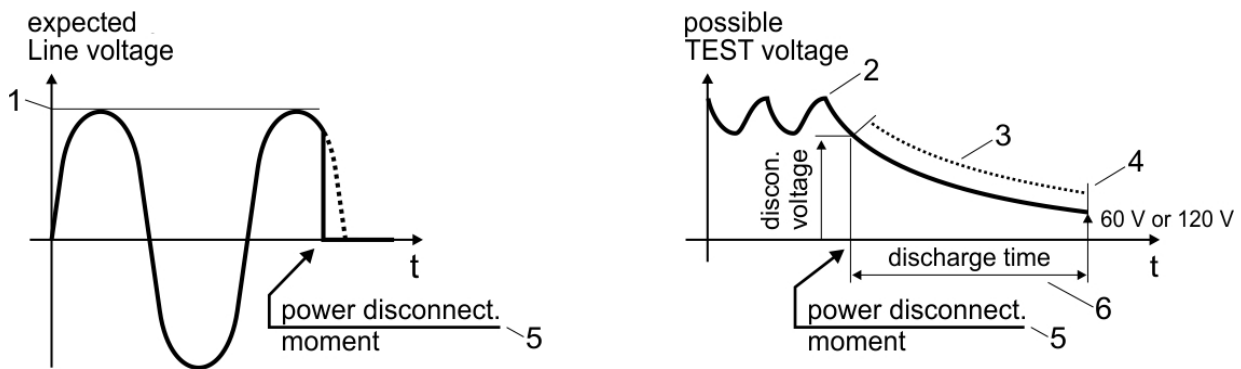 expected
Line voltage
1
t
power disconnect.
moment
5
possible
TEST voltage
2
3
4
discon.
voltage
60 V or 120 V
discharge time
t
6
power disconnect.
moment
5